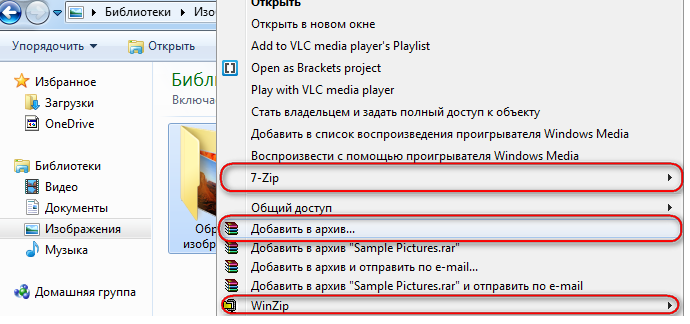 Библиотеки
Изо
Упорядочить
Открыть
Избранное
Загрузки
OneDrive
Библиотеки
Видео
Документы
Изображения
Музыка
Домашняя группа
Библ
Включа
Обр
изобр
Открыть
Открыть в новом окне
Add to VLC media player's Playlist
Open as Brackets project
Play with VLC media player
Стать владельцем и задать полный доступ к объекту
Добавить в список воспроизведения проигрывателя Windows Media
Воспроизвести с помощью проигрывателя Windows Media
7-Zip
Общий доступ
Добавить в архив...
Добавить в архив "Sample Pictures.rar"
Добавить в архив и отправить по e-mail...
Добавить в архив "Sample Pictures.rar" и отправить по e-mail
WinZip